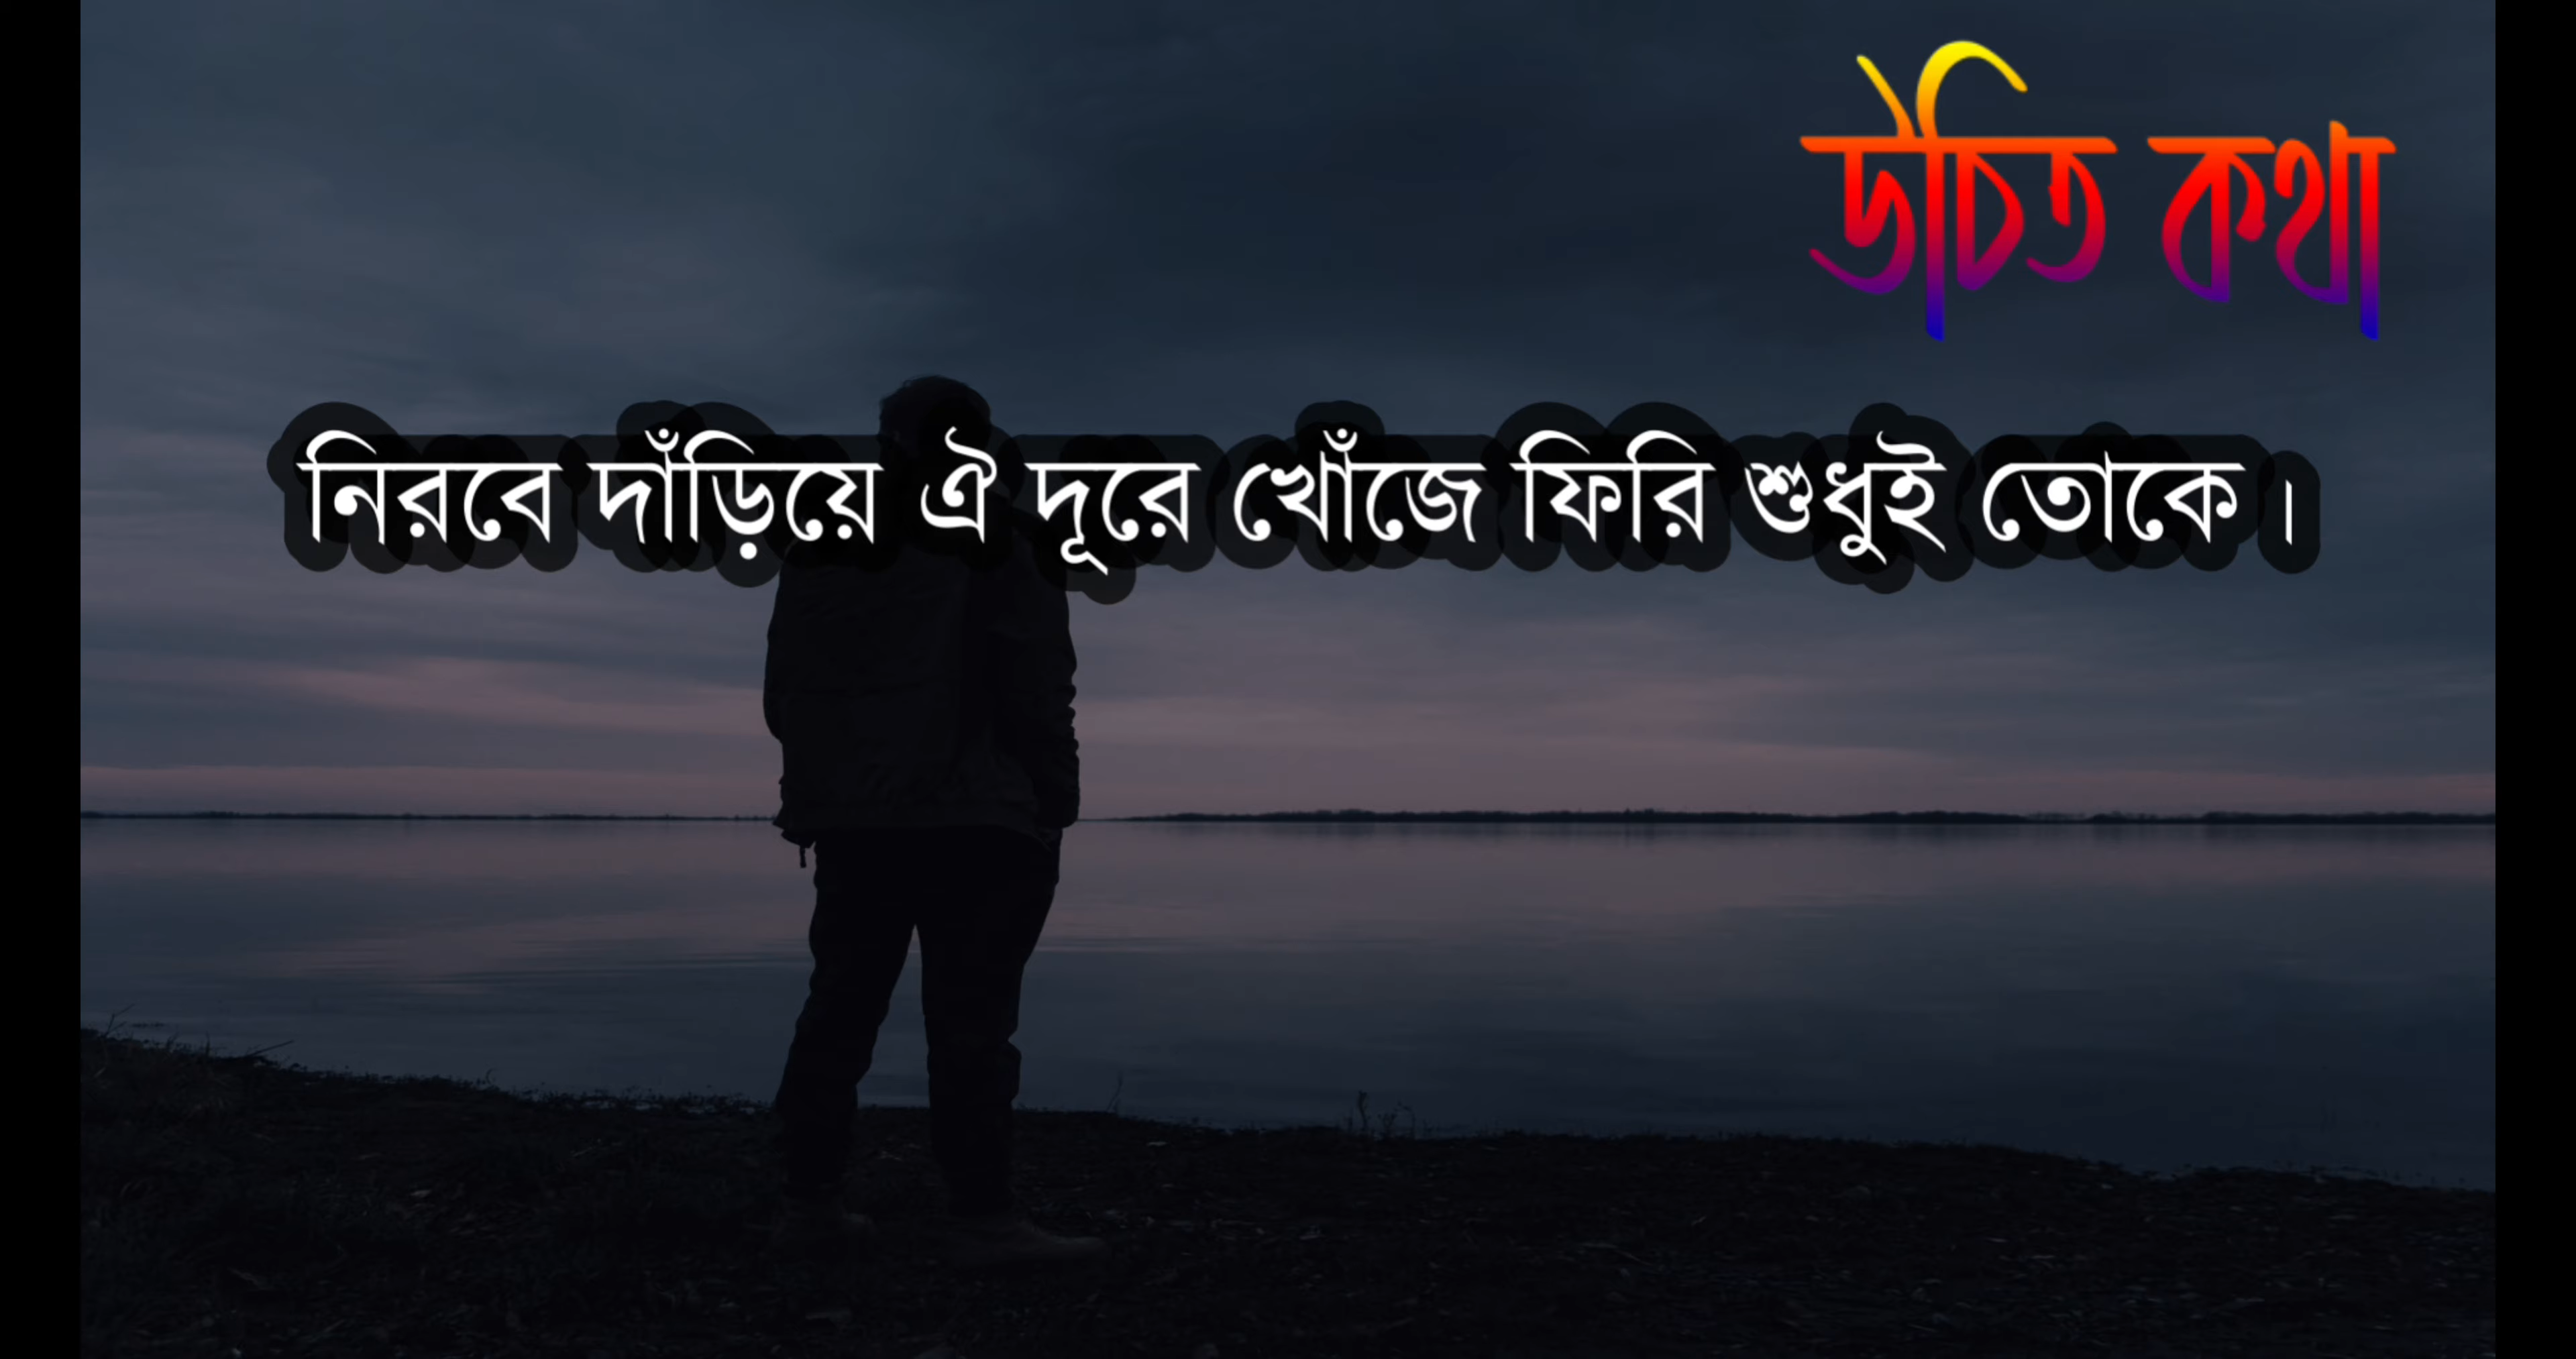 উচিত কথা
নিরবে দাঁড়িয়ে ঐ দূরে খোঁজে ফিরি শুধুই তোকে।